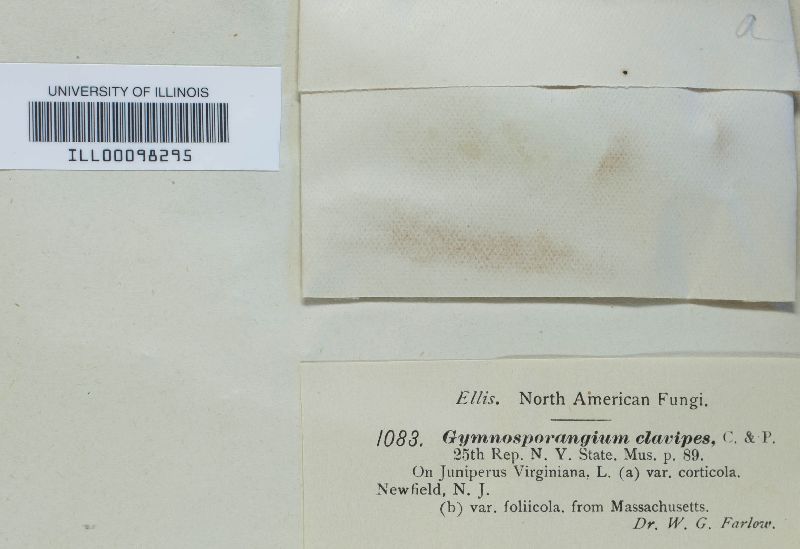 a
UNIVERSITY OF ILLINOIS
ILL00098295
Ellis. North American Fungi.
1083. Gymnosporangium clavipes, C. & P.
25th Rep. N. Y. State. Mus. p. 89.
On Juniperus Virginiana, L. (a) var. corticola.
Newfield, N. J.
(b) var. foliicola, from Massachusetts.
Dr. W. G. Farlow.